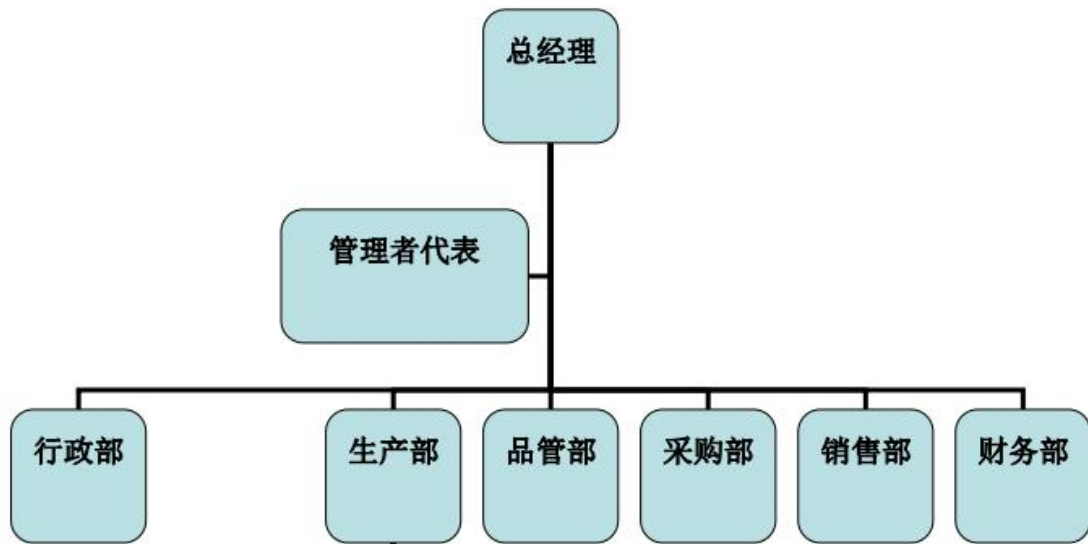 总经理
管理者代表
行政部
生产部
品管部
采购部
销售部
财务部